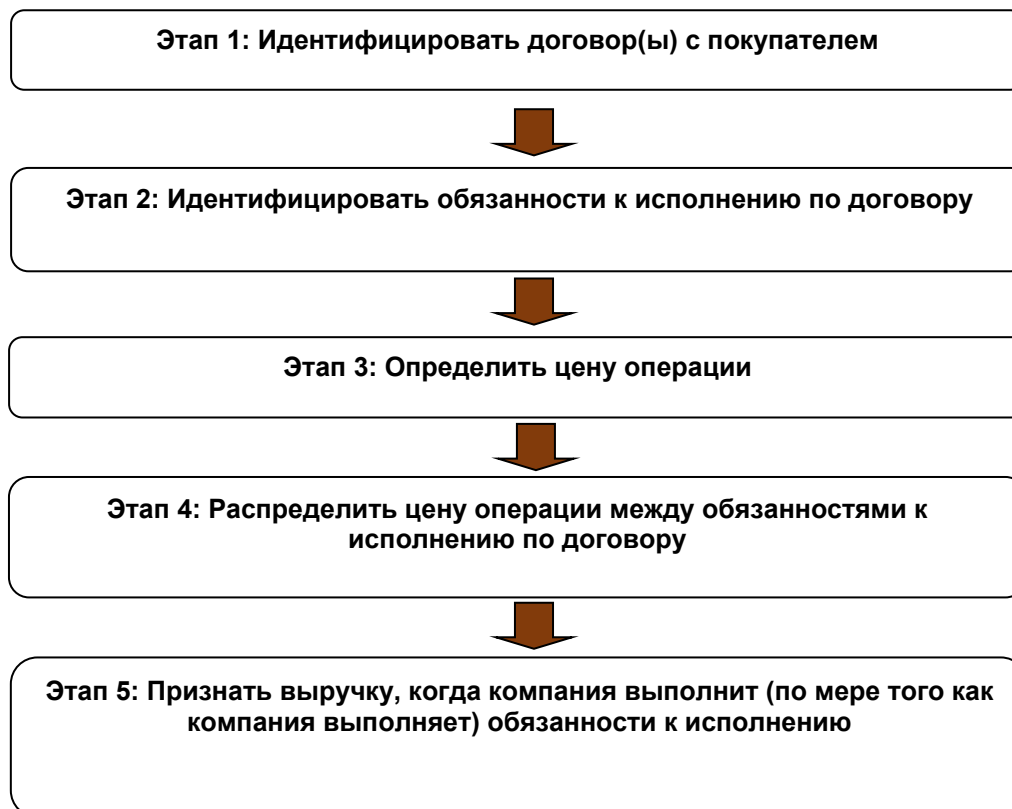 Этап 1: Идентифицировать договор(ы) с покупателем
Этап 2: Идентифицировать обязанности к исполнению по договору
Этап 3: Определить цену операции
Этап 4: Распределить цену операции между обязанностями к
исполнению по договору
Этап 5: Признать выручку, когда компания выполнит (по мере того как
компания выполняет) обязанности к исполнению